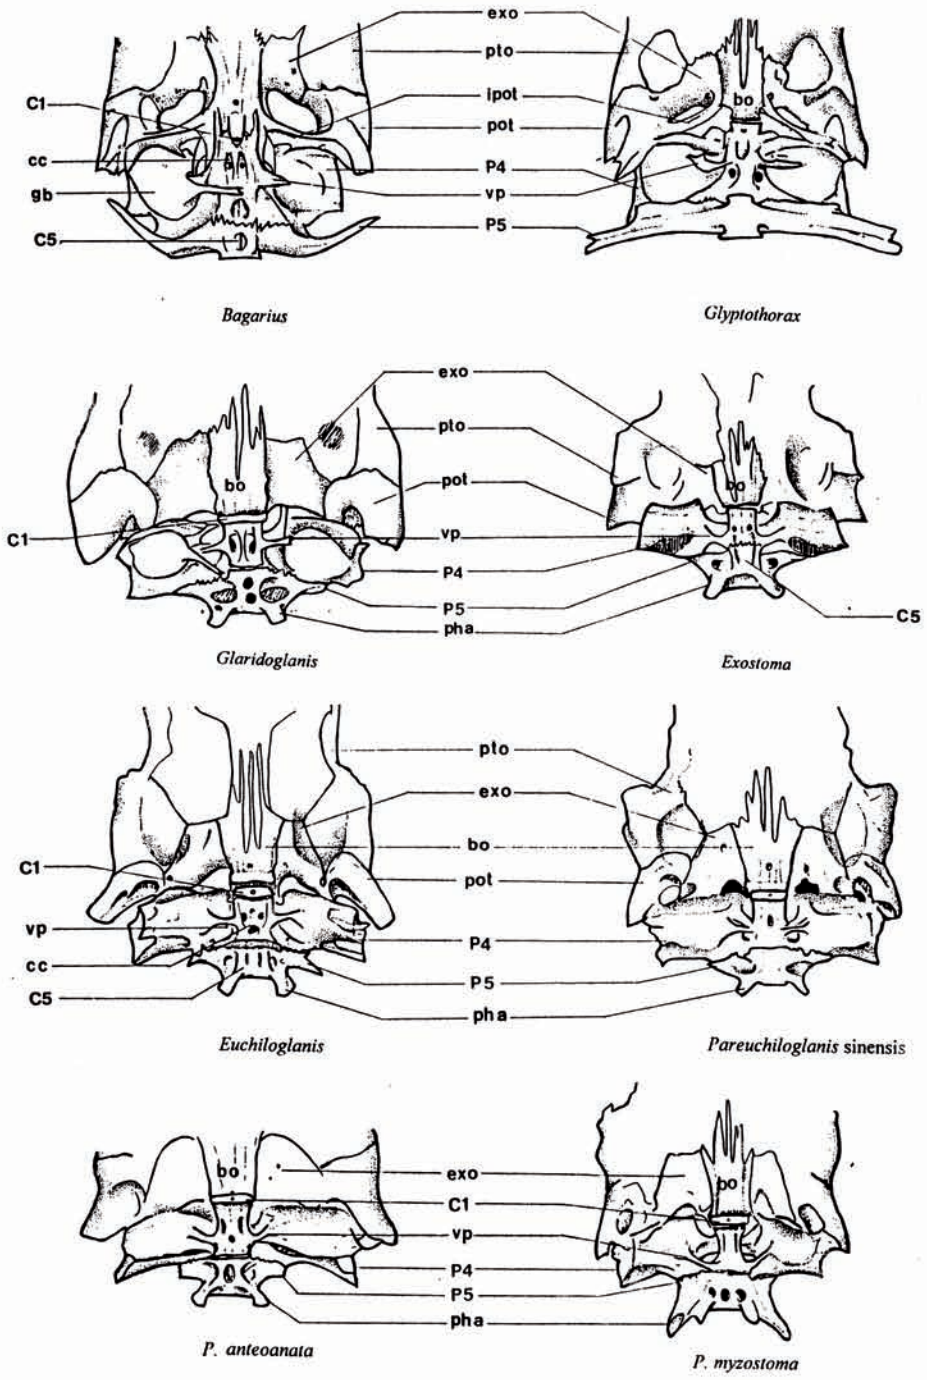 exo
pto
C1
ipot
pot
bo
cc
P4
gb
vp
C5
P5
Bagarius
Glyptothorax
exo
pto
bo
pot
bo
C1
vp
P4
P5
C5
pha
Glaridoglanis
Exostoma
pto
exo
bo
C1
pot
vp
P4
cc
P5
C5
pha
Euchiloglanis
Pareuchiloglanis sinensis
bo
exo
bo
C1
vp
P4
P5
pha
P. anteoanata
P. myzostoma